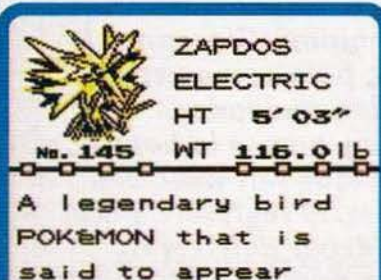 ZAPDOS
ELECTRIC
HT 5'03"
No.145 WT 116.0lb
A legendary bird
POKéMON that is
said to appear